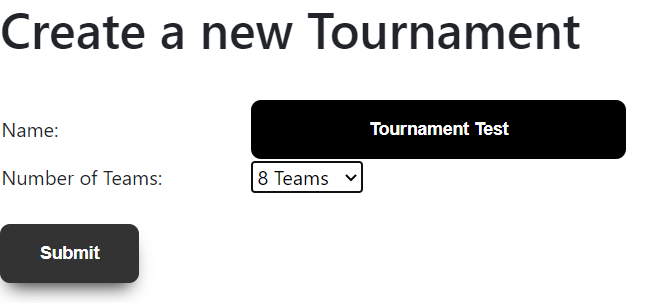 Create a new Tournament
Name: Tournament Test
Number of Teams: 8 Teams
Submit